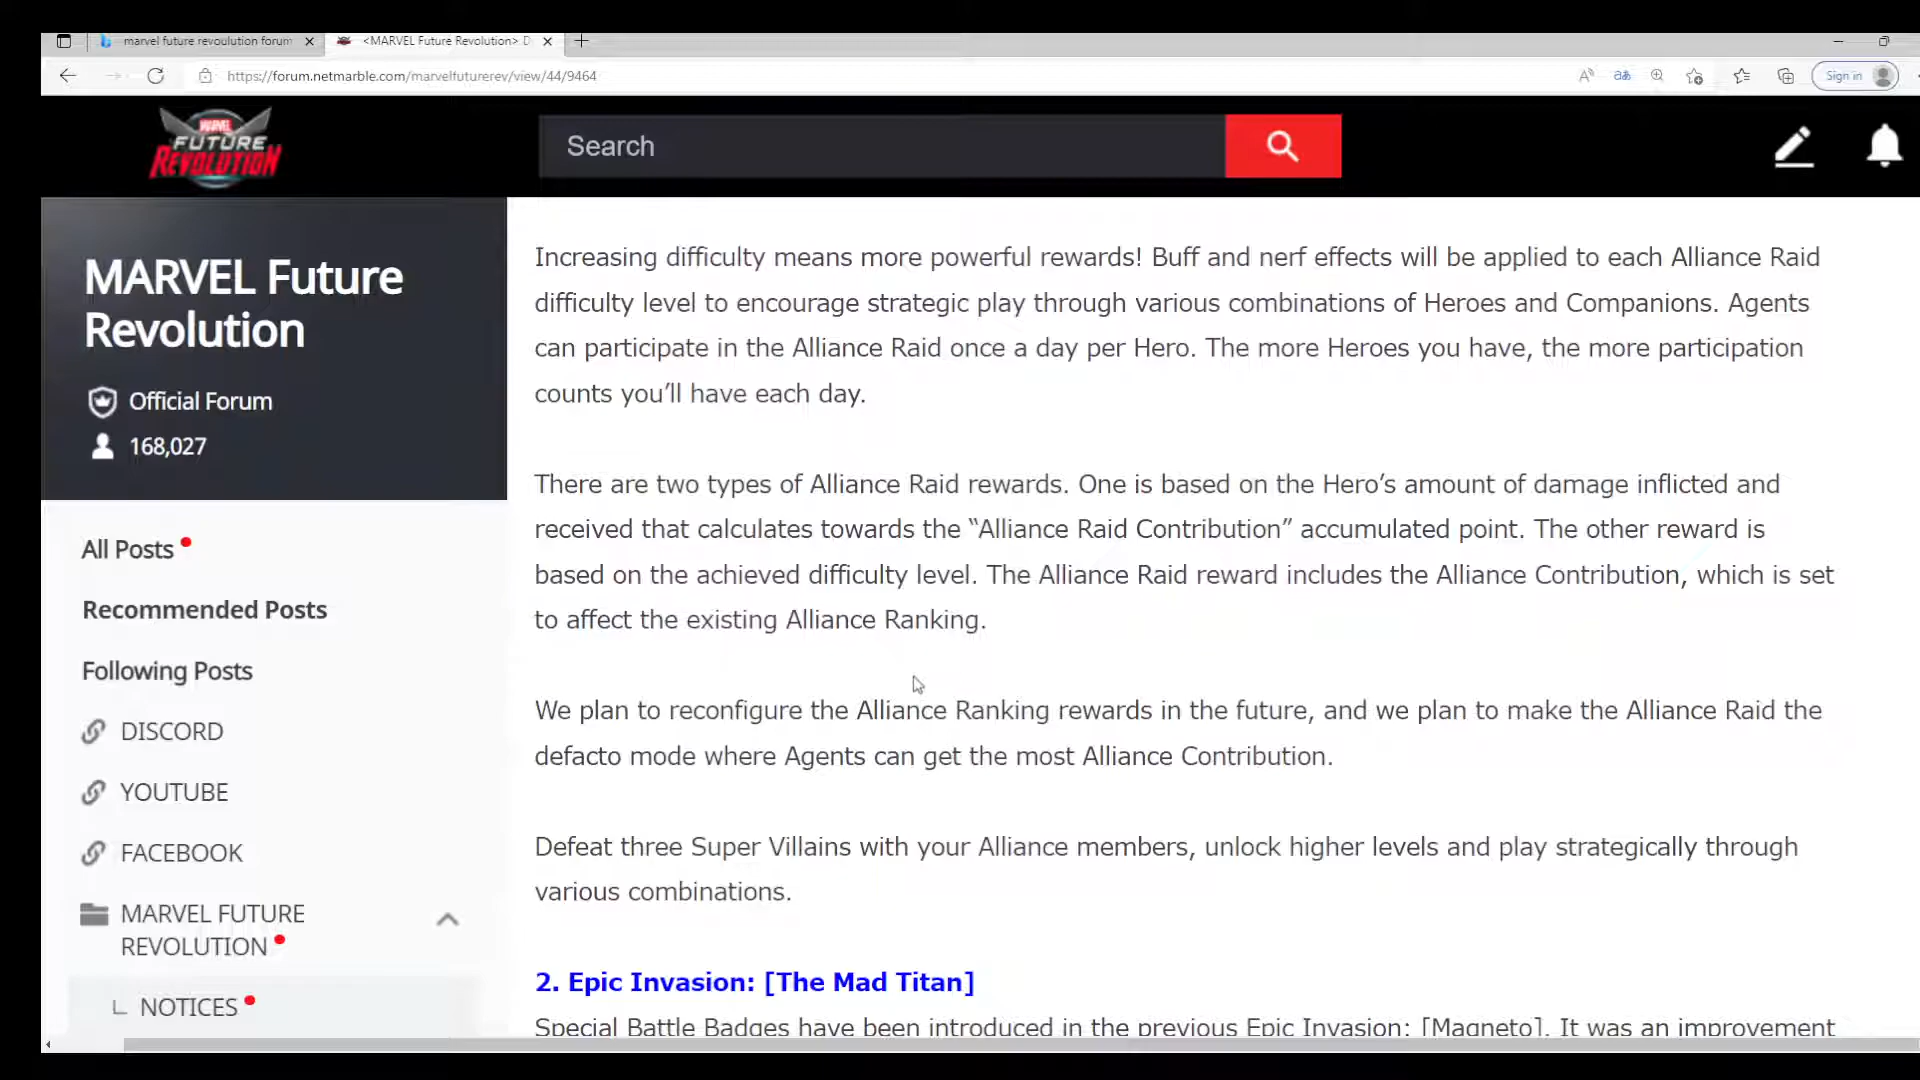 marvel future revoulution forum
<MARVEL Future Revolution> D
https://forum.netmarble.com/marvelfuturerev/view/44/9464
Sign in
MARVEL
FUTURE
REVOLUTION
Search
MARVEL Future
Revolution
Official Forum
168,027
All Posts
Recommended Posts
Following Posts
DISCORD
YOUTUBE
FACEBOOK
MARVEL FUTURE
REVOLUTION
NOTICES
Increasing difficulty means more powerful rewards! Buff and nerf effects will be applied to each Alliance Raid
difficulty level to encourage strategic play through various combinations of Heroes and Companions. Agents
can participate in the Alliance Raid once a day per Hero. The more Heroes you have, the more participation
counts you’ll have each day.
There are two types of Alliance Raid rewards. One is based on the Hero’s amount of damage inflicted and
received that calculates towards the “Alliance Raid Contribution” accumulated point. The other reward is
based on the achieved difficulty level. The Alliance Raid reward includes the Alliance Contribution, which is set
to affect the existing Alliance Ranking.
We plan to reconfigure the Alliance Ranking rewards in the future, and we plan to make the Alliance Raid the
defacto mode where Agents can get the most Alliance Contribution.
Defeat three Super Villains with your Alliance members, unlock higher levels and play strategically through
various combinations.
2. Epic Invasion: [The Mad Titan]
Special Battle Badges have been introduced in the previous Epic Invasion: [Magneto]. It was an improvement